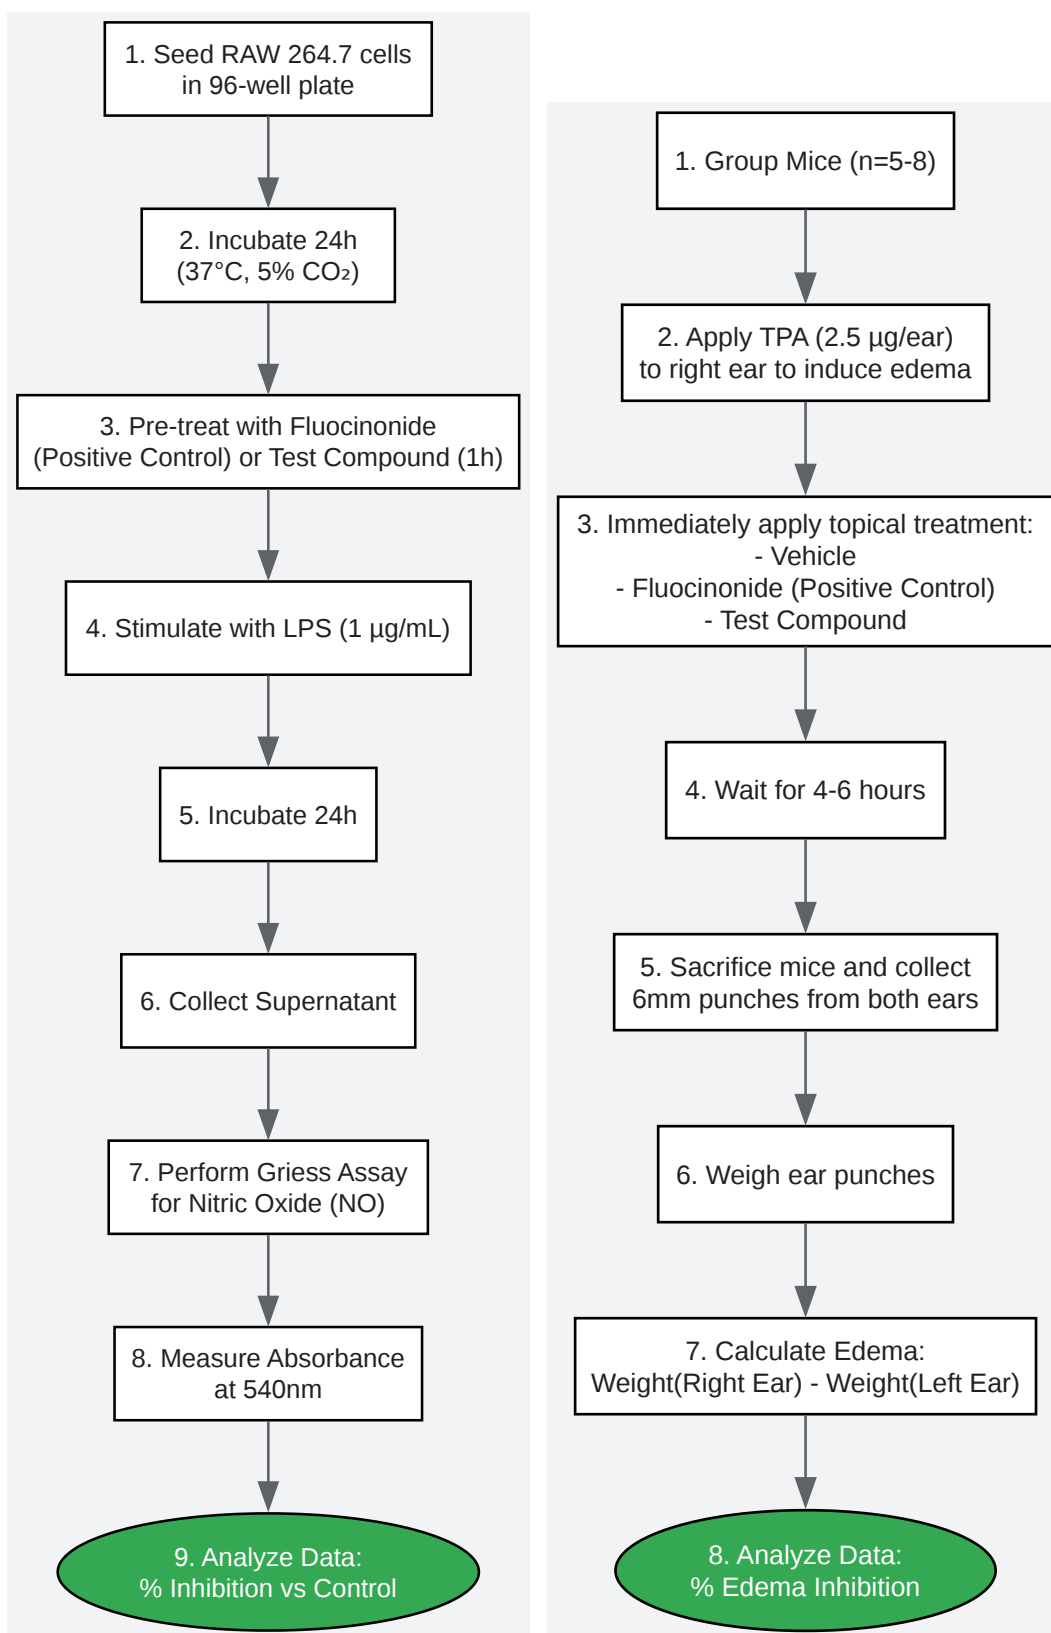 1. Seed RAW 264.7 cells
in 96-well plate
2. Incubate 24h
(37°C, 5% CO₂)
3. Pre-treat with Fluocinonide
(Positive Control) or Test Compound (1h)
4. Stimulate with LPS (1 µg/mL)
5. Incubate 24h
6. Collect Supernatant
7. Perform Griess Assay
for Nitric Oxide (NO)
8. Measure Absorbance
at 540nm
9. Analyze Data:
% Inhibition vs Control
1. Group Mice (n=5-8)
2. Apply TPA (2.5 µg/ear)
to right ear to induce edema
3. Immediately apply topical treatment:
- Vehicle
- Fluocinonide (Positive Control)
- Test Compound
4. Wait for 4-6 hours
5. Sacrifice mice and collect
6mm punches from both ears
6. Weigh ear punches
7. Calculate Edema:
Weight(Right Ear) - Weight(Left Ear)
8. Analyze Data:
% Edema Inhibition